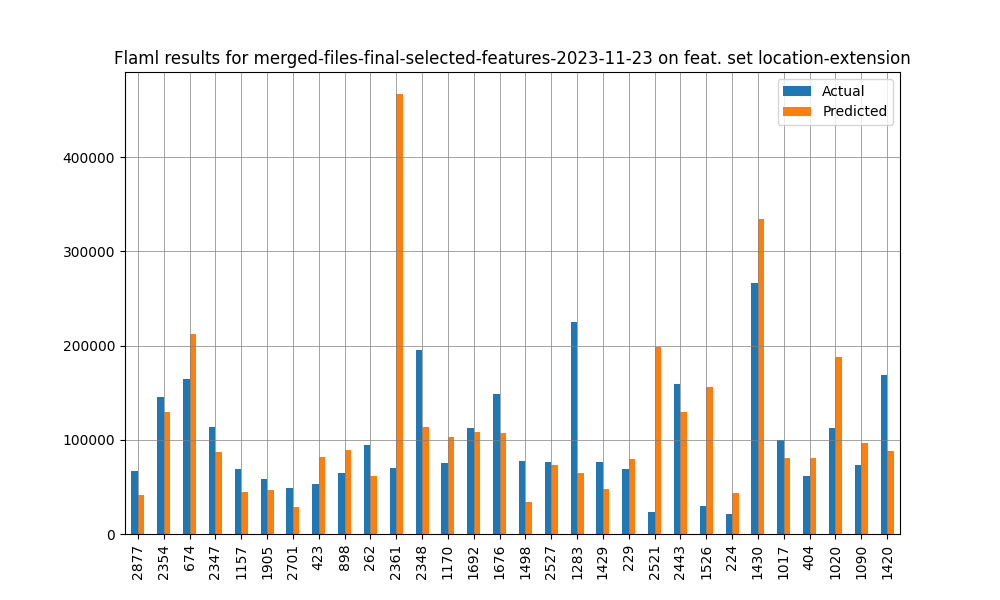 Flaml results for merged-files-final-selected-features-2023-11-23 on feat. set location-extension
Actual
Predicted
400000
300000
200000
100000
0
2877 2354 674 2347 1157 1905 2701 423 898 262 2361 2348 1170 1692 1676 1498 2527 1283 1429 229 2521 2443 1526 224 1430 1017 404 1020 1090 1420